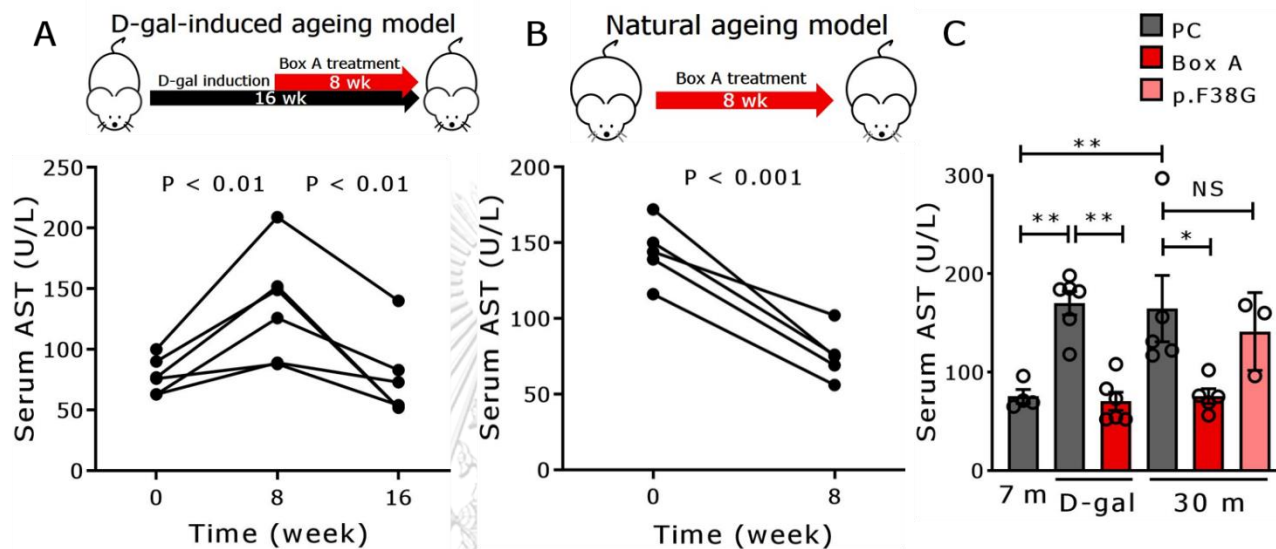 A
D-gal-induced ageing model
Box A treatment
D-gal induction
8 wk
16 wk
250
200
150
100
50
0
Serum AST (U/L)
P < 0.01
P < 0.01
0
8
16
Time (week)
B
Natural ageing model
Box A treatment
8 wk
200
150
100
50
0
Serum AST (U/L)
P < 0.001
0
8
Time (week)
C
PC
Box A
p.F38G
300
200
100
0
Serum AST (U/L)
**
**
**
NS
*
7 m
D-gal
30 m